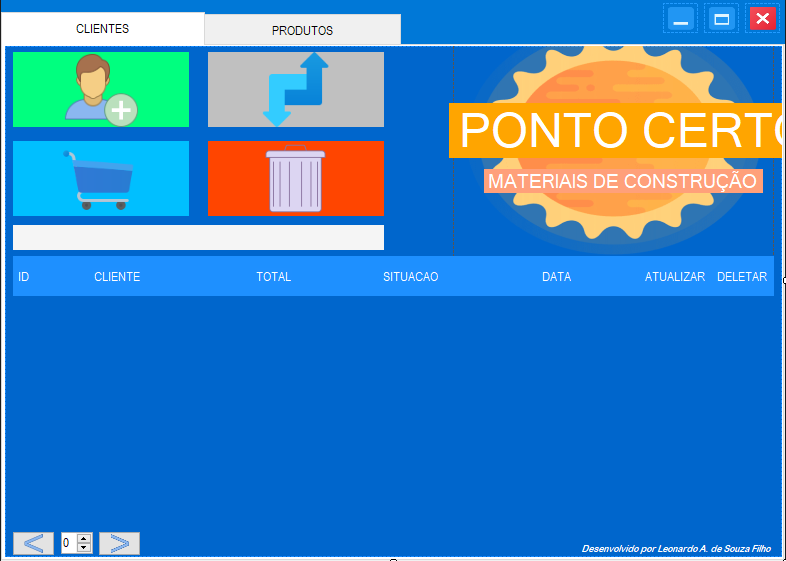 CLIENTES
PRODUTOS
PONTO CERTO
MATERIAIS DE CONSTRUÇÃO
ID CLIENTE TOTAL SITUACAO DATA ATUALIZAR DELETAR
0
Desenvolvido por Leonardo A. de Souza Filho